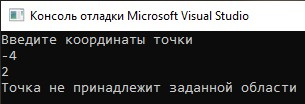 Консоль отладки Microsoft Visual Studio
Введите координаты точки
-4
2
Точка не принадлежит заданной области